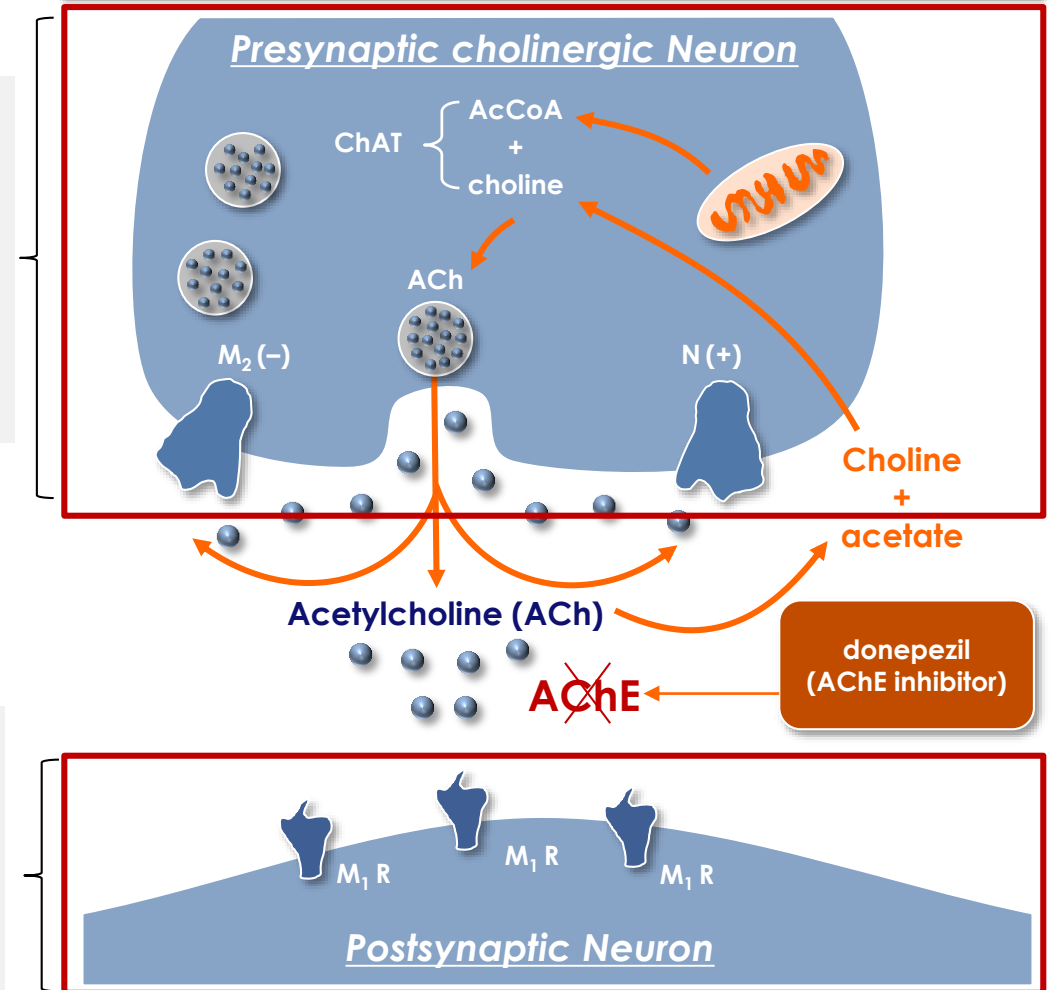 Presynaptic cholinergic Neuron
AcCoA
ChAT
+
choline
ACh
M₂ (–)
N (+)
Choline
+
acetate
Acetylcholine (ACh)
donepezil
(AChE inhibitor)
AChE
M₁ R
M₁ R
M₁ R
Postsynaptic Neuron